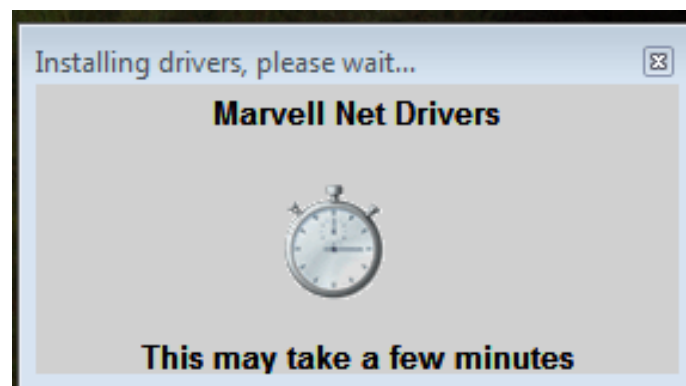 Installing drivers, please wait...
Marvell Net Drivers
This may take a few minutes